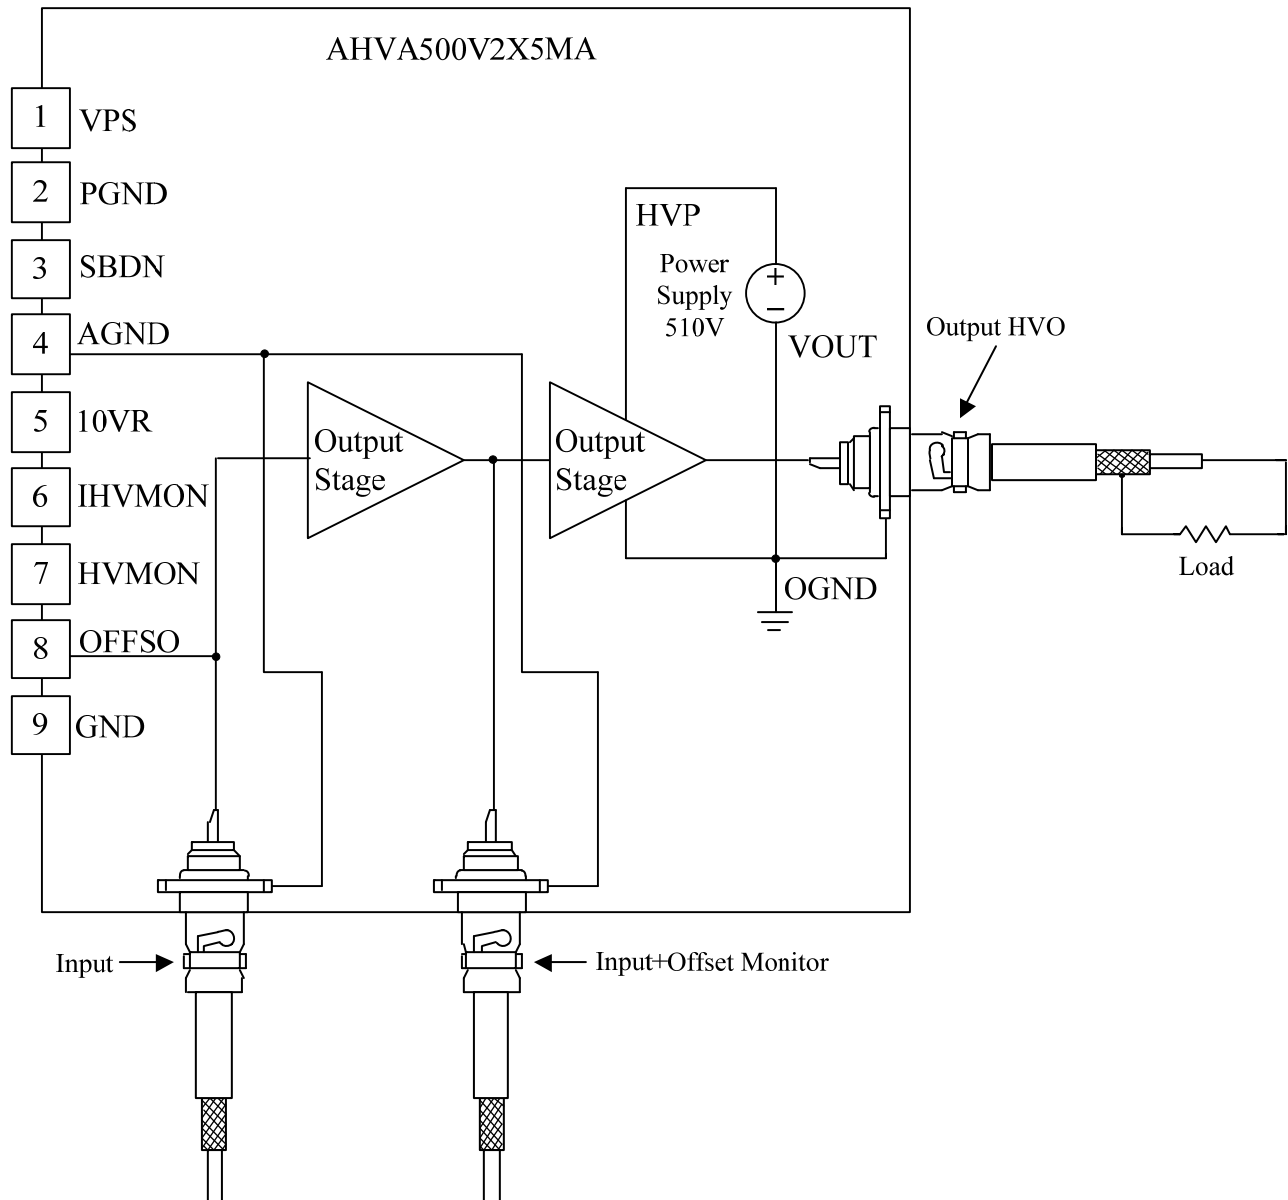 AHVA500V2X5MA
1 VPS
2 PGND
3 SBDN
4 AGND
5 10VR
6 IHVMON
7 HVMON
8 OFFSO
9 GND
HVP
Power
Supply
510V
+
−
VOUT
Output HVO
Output
Stage
Output
Stage
Load
OGND
Input
Input+Offset Monitor